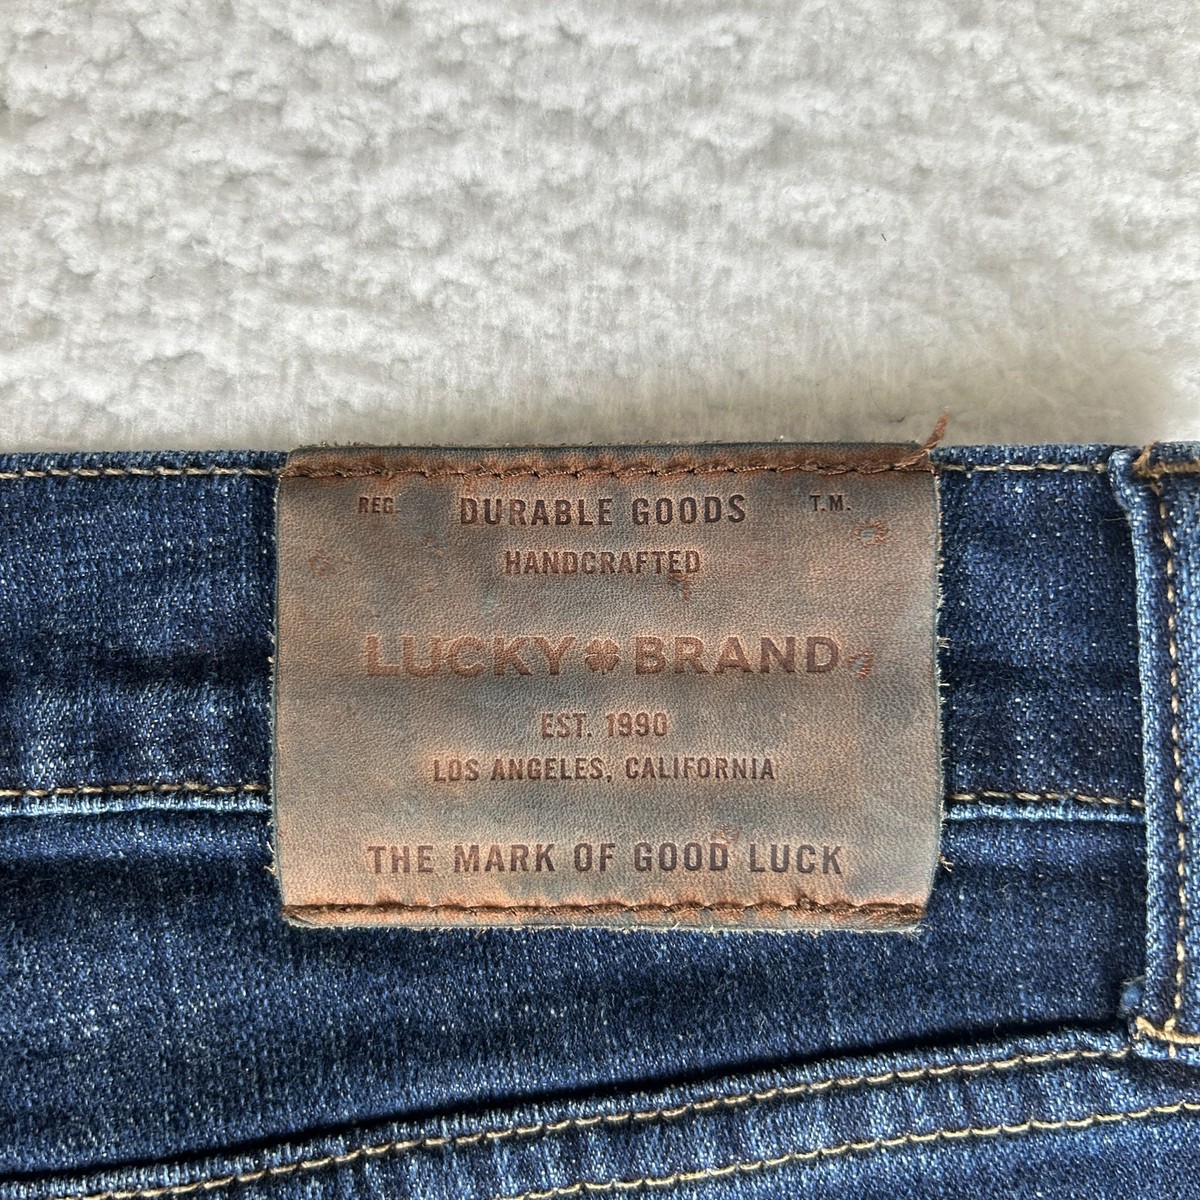 REG. DURABLE GOODS T.M.
HANDCRAFTED
LUCKY BRAND
EST. 1990
LOS ANGELES, CALIFORNIA
THE MARK OF GOOD LUCK